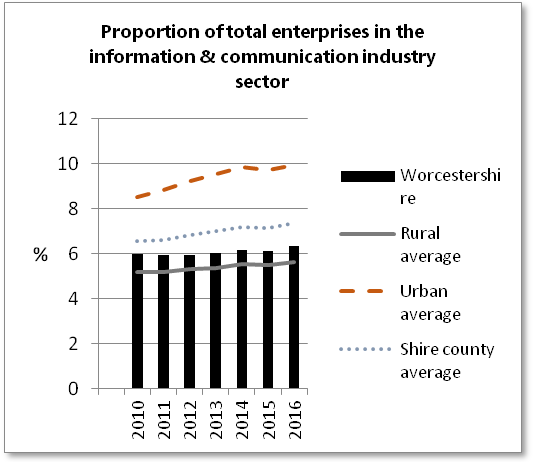 Proportion of total enterprises in the
information & communication industry
sector
12
10
8
6
4
2
0
%
2010
2011
2012
2013
2014
2015
2016
Worcestershi
re
Rural
average
Urban
average
Shire county
average